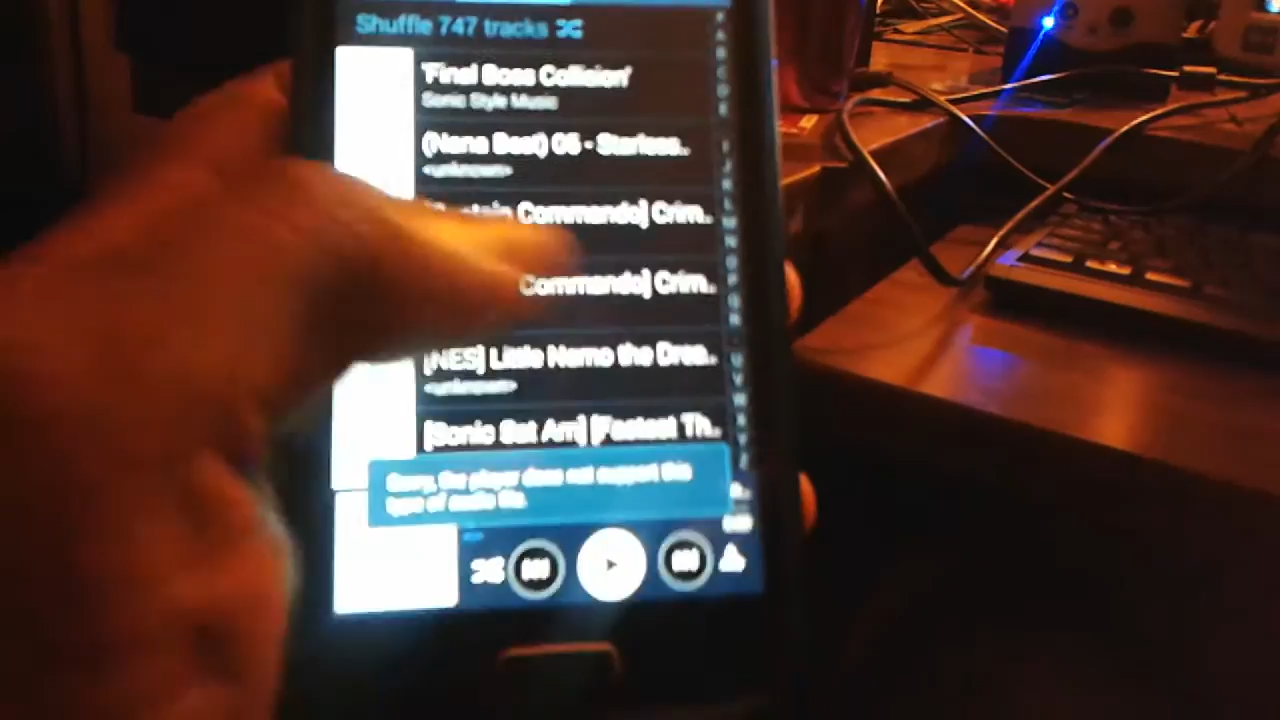 Shuffle 747 tracks
'Final Boss Collision'
Sonic Style Music
(Nana Beat) 06 - Starless..
<unknown>
Commando] Crim..
Commando] Crim..
[NES] Little Nemo the Drea..
<unknown>
[Sonic Sat Am] [Fastest Th..
Sorry, the player does not support this
type of audio file.